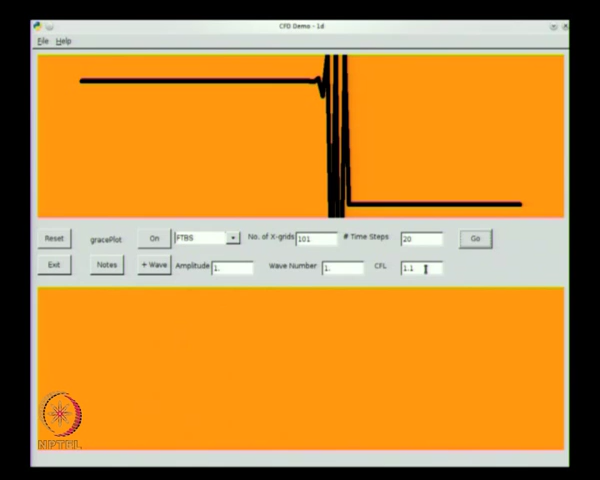 CFD Demo - 1d
File Help
Reset gracePlot On FTBS No. of X-grids 101 # Time Steps 20 Go
Exit Notes + Wave Amplitude 1. Wave Number 1. CFL 1.1
NPTEL